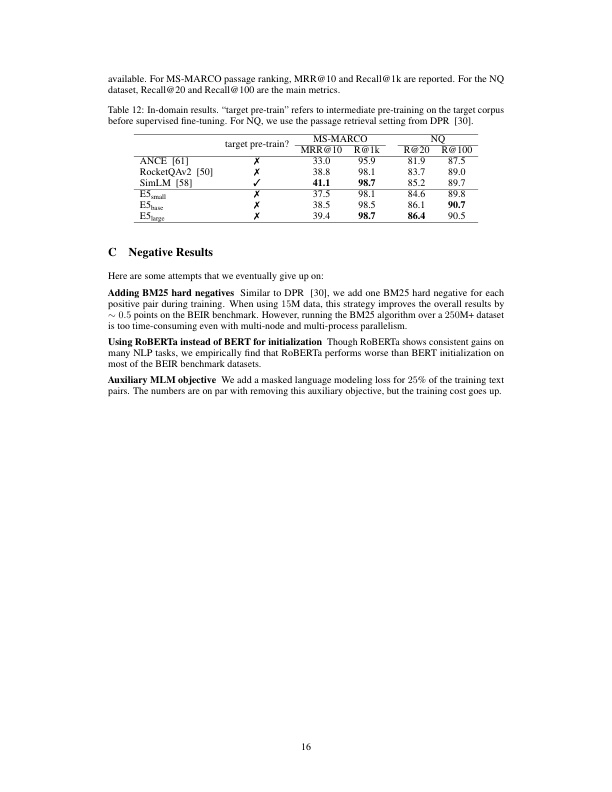 available. For MS-MARCO passage ranking, MRR@10 and Recall@1k are reported. For the NQ
dataset, Recall@20 and Recall@100 are the main metrics.
Table 12: In-domain results. “target pre-train” refers to intermediate pre-training on the target corpus
before supervised fine-tuning. For NQ, we use the passage retrieval setting from DPR [30].
target pre-train? MS-MARCO NQ
MRR@10 R@1k R@20 R@100
ANCE [61] ✗ 33.0 95.9 81.9 87.5
RocketQAv2 [50] ✗ 38.8 98.1 83.7 89.0
SimLM [58] ✓ 41.1 98.7 85.2 89.7
E5small ✗ 37.5 98.1 84.6 89.8
E5base ✗ 38.5 98.5 86.1 90.7
E5large ✗ 39.4 98.7 86.4 90.5
C Negative Results
Here are some attempts that we eventually give up on:
Adding BM25 hard negatives Similar to DPR [30], we add one BM25 hard negative for each
positive pair during training. When using 15M data, this strategy improves the overall results by
∼ 0.5 points on the BEIR benchmark. However, running the BM25 algorithm over a 250M+ dataset
is too time-consuming even with multi-node and multi-process parallelism.
Using RoBERTa instead of BERT for initialization Though RoBERTa shows consistent gains on
many NLP tasks, we empirically find that RoBERTa performs worse than BERT initialization on
most of the BEIR benchmark datasets.
Auxiliary MLM objective We add a masked language modeling loss for 25% of the training text
pairs. The numbers are on par with removing this auxiliary objective, but the training cost goes up.
16